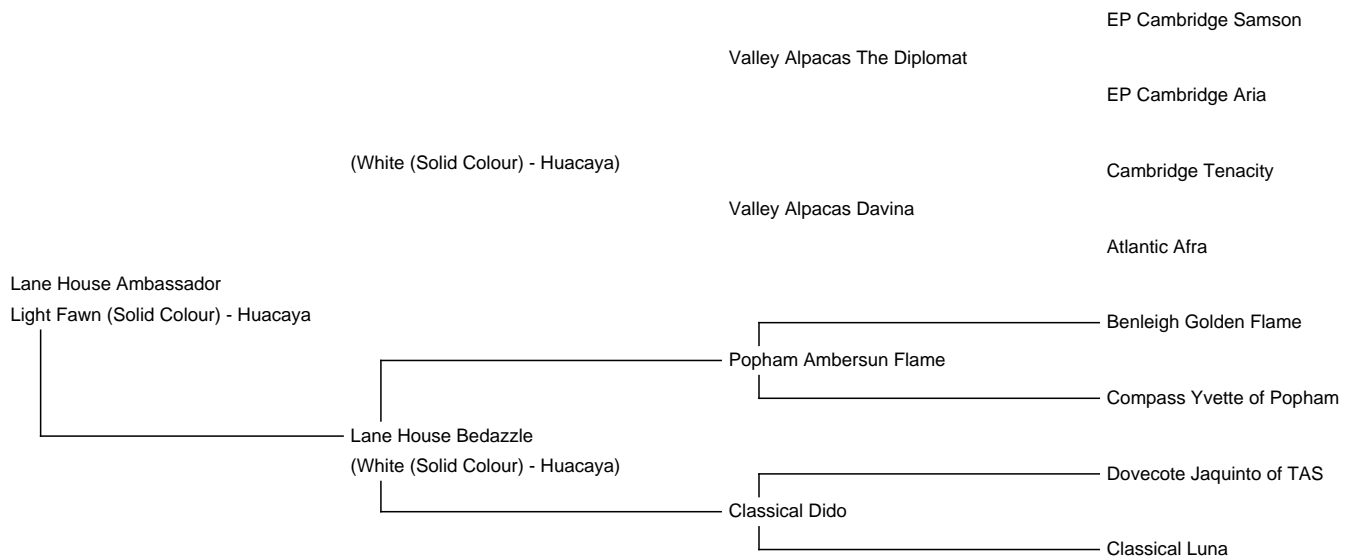 EP Cambridge Samson
Valley Alpacas The Diplomat
EP Cambridge Aria
(White (Solid Colour) - Huacaya)
Cambridge Tenacity
Valley Alpacas Davina
Atlantic Afra
Lane House Ambassador
Light Fawn (Solid Colour) - Huacaya
Benleigh Golden Flame
Popham Ambersun Flame
Compass Yvette of Popham
Lane House Bedazzle
(White (Solid Colour) - Huacaya)
Dovecote Jaquinto of TAS
Classical Dido
Classical Luna